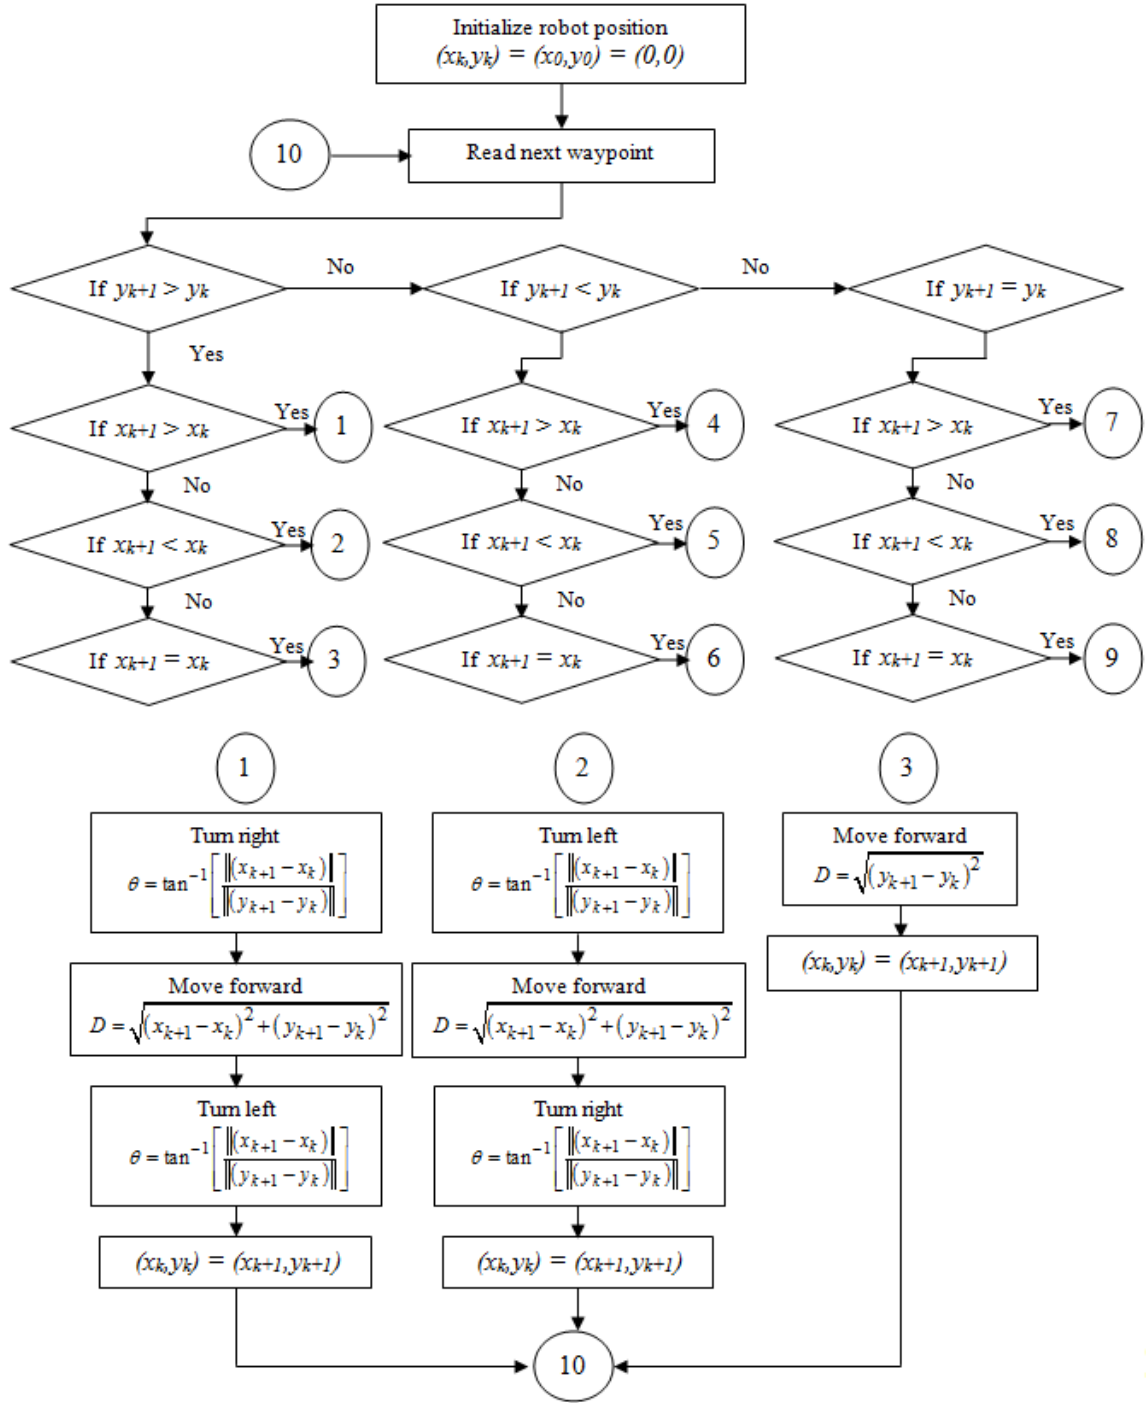 Initialize robot position
(xk,yk) = (x0,y0) = (0,0)
10
Read next waypoint
If yk+1 > yk
No
If yk+1 < yk
No
If yk+1 = yk
Yes
If xk+1 > xk
Yes
1
If xk+1 > xk
Yes
4
If xk+1 > xk
Yes
7
No
No
No
If xk+1 < xk
Yes
2
If xk+1 < xk
Yes
5
If xk+1 < xk
Yes
8
No
No
No
If xk+1 = xk
Yes
3
If xk+1 = xk
Yes
6
If xk+1 = xk
Yes
9
1
Turn right
θ = tan⁻¹[‖(xk+1 − xk)‖ / ‖(yk+1 − yk)‖]
Move forward
D = √((xk+1 − xk)² + (yk+1 − yk)²)
Turn left
θ = tan⁻¹[‖(xk+1 − xk)‖ / ‖(yk+1 − yk)‖]
(xk,yk) = (xk+1,yk+1)
2
Turn left
θ = tan⁻¹[‖(xk+1 − xk)‖ / ‖(yk+1 − yk)‖]
Move forward
D = √((xk+1 − xk)² + (yk+1 − yk)²)
Turn right
θ = tan⁻¹[‖(xk+1 − xk)‖ / ‖(yk+1 − yk)‖]
(xk,yk) = (xk+1,yk+1)
3
Move forward
D = √((yk+1 − yk)²)
(xk,yk) = (xk+1,yk+1)
10